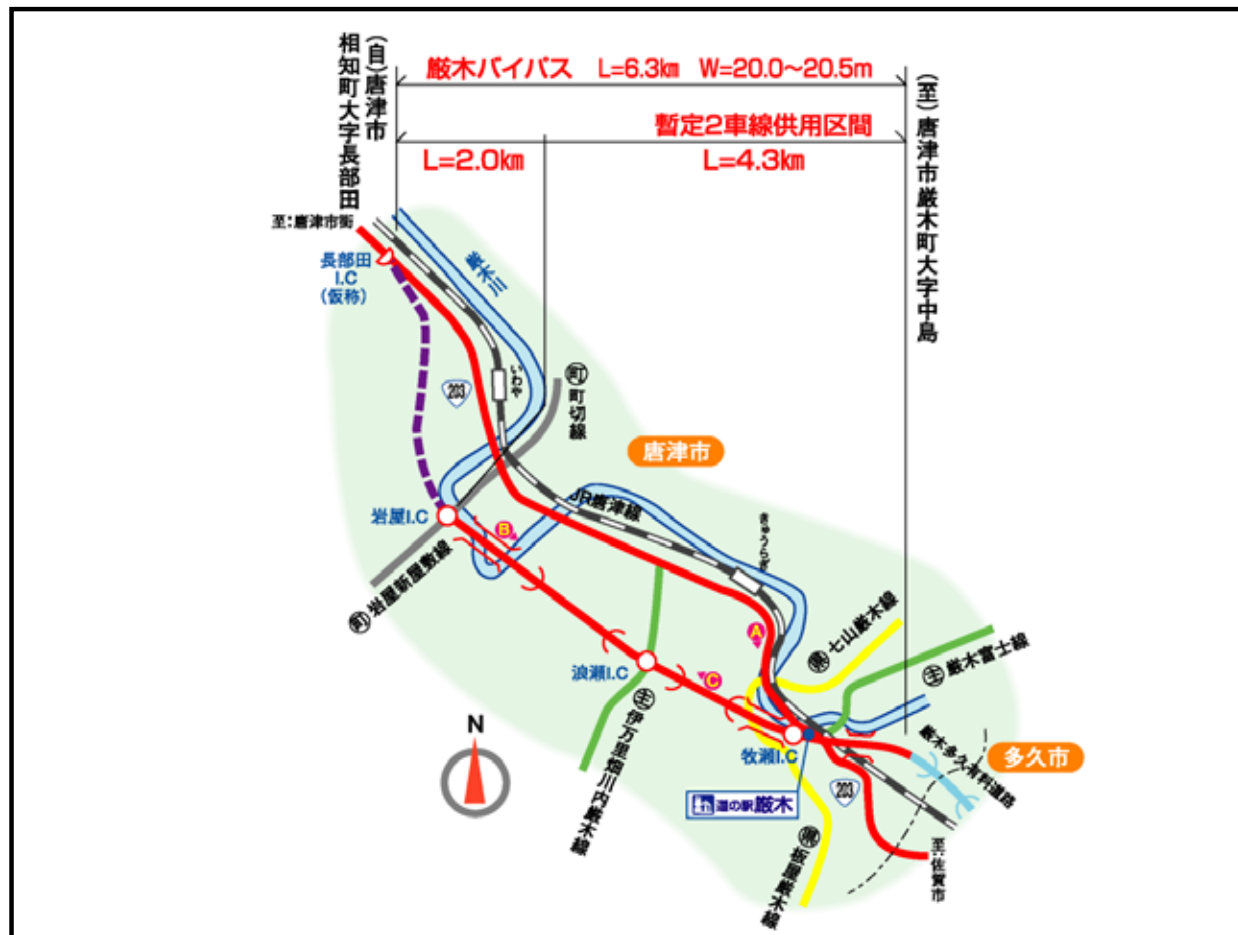 (自)唐津市
相知町大字長部田
厳木バイパス L=6.3㎞ W=20.0～20.5m
暫定2車線供用区間
L=2.0㎞
L=4.3㎞
(至)唐津市厳木町大字中島
至:唐津市街
長部田
I.C
(仮称)
厳木川
203
いわや
町 町切線
唐津市
JR唐津線
岩屋I.C
B
町 岩屋新屋敷線
きゅうらぎ
A
県 七山厳木線
主 厳木富士線
浪瀬I.C
C
主 伊万里畑川内厳木線
N
牧瀬I.C
厳木多久有料道路
多久市
道の駅 厳木
203
県 板屋厳木線
至:佐賀市